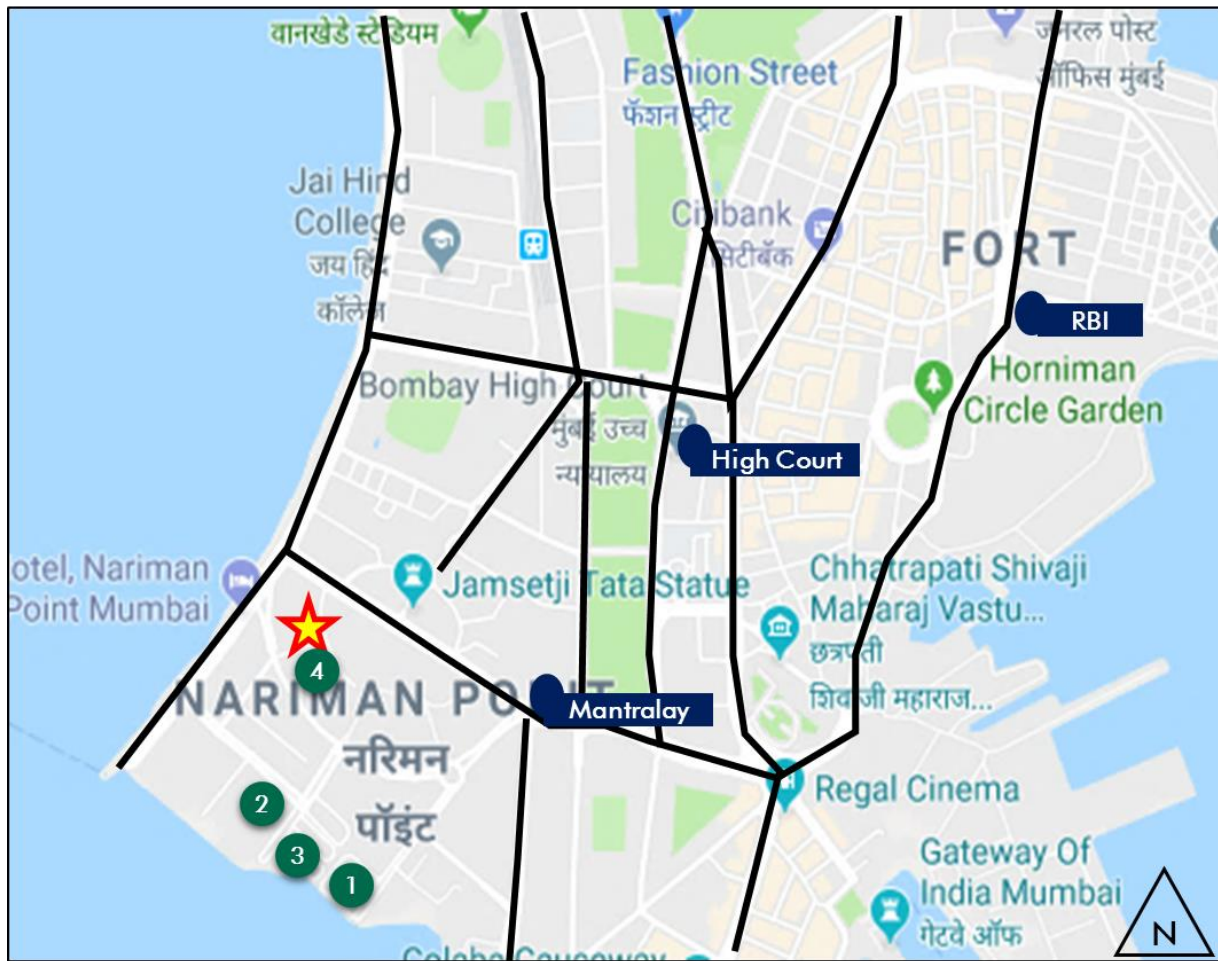 वानखेडे स्टेडियम
जनरल पोस्ट
ऑफिस मुंबई
Fashion Street
फॅशन स्ट्रीट
Jai Hind
College
जय हिंद
कॉलेज
Citibank
सिटीबँक
FORT
RBI
Horniman
Circle Garden
Bombay High Court
मुंबई उच्च
न्यायालय
High Court
otel, Nariman
Point Mumbai
Jamsetji Tata Statue
Chhatrapati Shivaji
Maharaj Vastu...
छत्रपती
शिवाजी महाराज...
4
NARIMAN POINT
Mantralay
नरिमन
पॉइंट
Regal Cinema
2
3
1
Gateway Of
India Mumbai
गेटवे ऑफ
Colaba Causeway
N